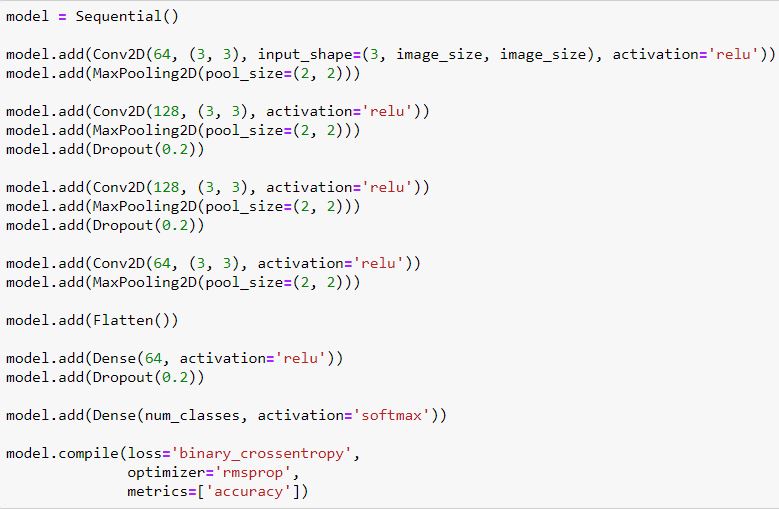 model = Sequential()
model.add(Conv2D(64, (3, 3), input_shape=(3, image_size, image_size), activation='relu'))
model.add(MaxPooling2D(pool_size=(2, 2)))
model.add(Conv2D(128, (3, 3), activation='relu'))
model.add(MaxPooling2D(pool_size=(2, 2)))
model.add(Dropout(0.2))
model.add(Conv2D(128, (3, 3), activation='relu'))
model.add(MaxPooling2D(pool_size=(2, 2)))
model.add(Dropout(0.2))
model.add(Conv2D(64, (3, 3), activation='relu'))
model.add(MaxPooling2D(pool_size=(2, 2)))
model.add(Flatten())
model.add(Dense(64, activation='relu'))
model.add(Dropout(0.2))
model.add(Dense(num_classes, activation='softmax'))
model.compile(loss='binary_crossentropy',
              optimizer='rmsprop',
              metrics=['accuracy'])